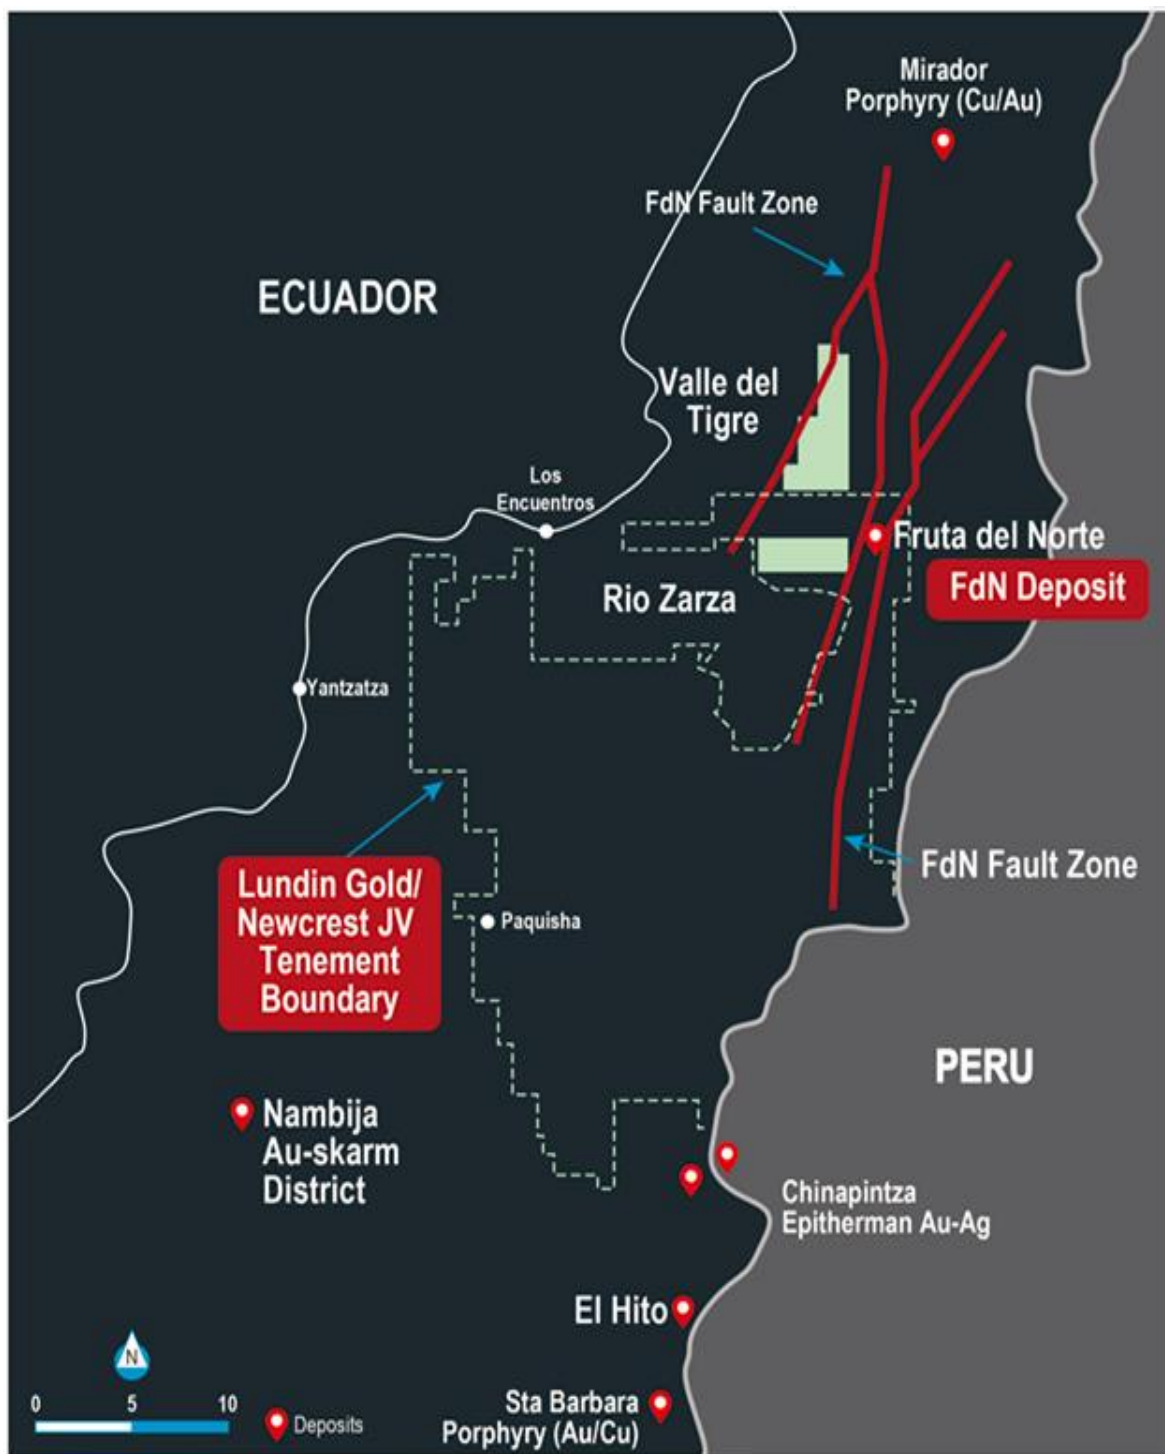 Mirador
Porphyry (Cu/Au)
FdN Fault Zone
ECUADOR
Valle del
Tigre
Los
Encuentros
Fruta del Norte
FdN Deposit
Rio Zarza
Yantzatza
FdN Fault Zone
Lundin Gold/
Newcrest JV
Tenement
Boundary
Paquisha
PERU
Nambija
Au-skarm
District
Chinapintza
Epitherman Au-Ag
El Hito
N
0 5 10
Deposits
Sta Barbara
Porphyry (Au/Cu)